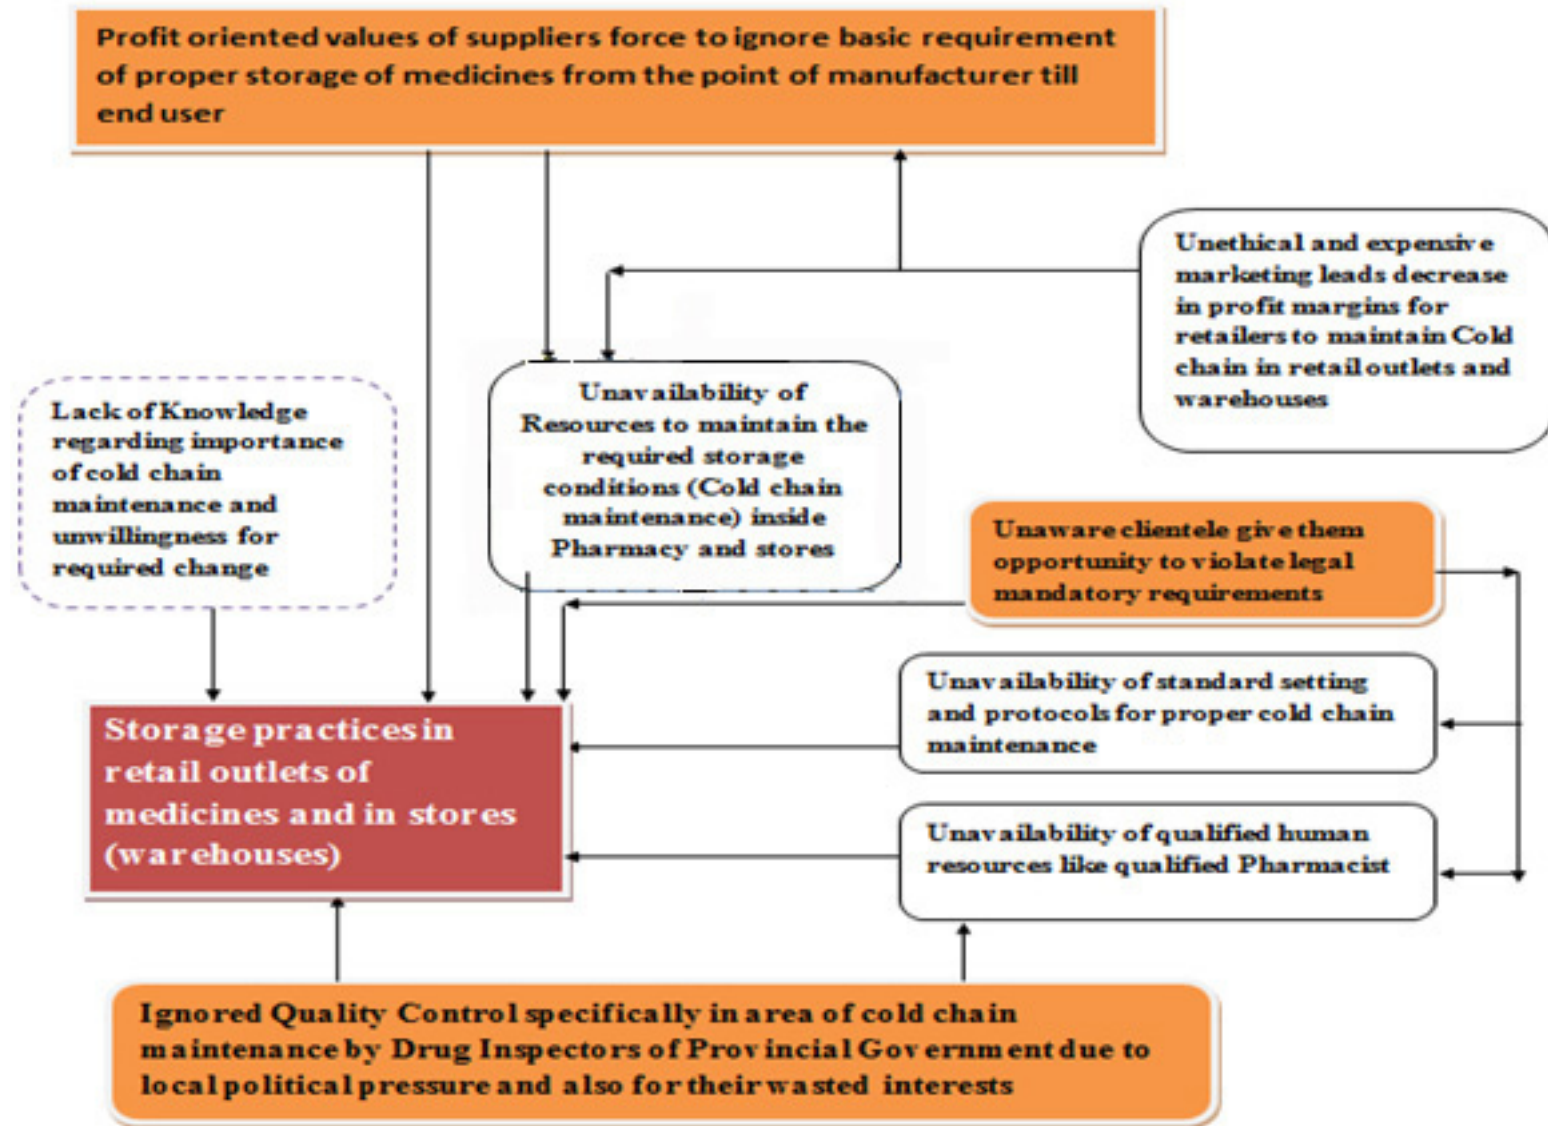 Profit oriented values of suppliers force to ignore basic requirement
of proper storage of medicines from the point of manufacturer till
end user
Unethical and expensive
marketing leads decrease
in profit margins for
retailers to maintain Cold
chain in retail outlets and
warehouses
Lack of Knowledge
regarding importance
of cold chain
maintenance and
unwillingness for
required change
Unavailability of
Resources to maintain the
required storage
conditions (Cold chain
maintenance) inside
Pharmacy and stores
Unaware clientele give them
opportunity to violate legal
mandatory requirements
Unavailability of standard setting
and protocols for proper cold chain
maintenance
Storage practices in
retail outlets of
medicines and in stores
(warehouses)
Unavailability of qualified human
resources like qualified Pharmacist
Ignored Quality Control specifically in area of cold chain
maintenance by Drug Inspectors of Provincial Government due to
local political pressure and also for their wasted interests